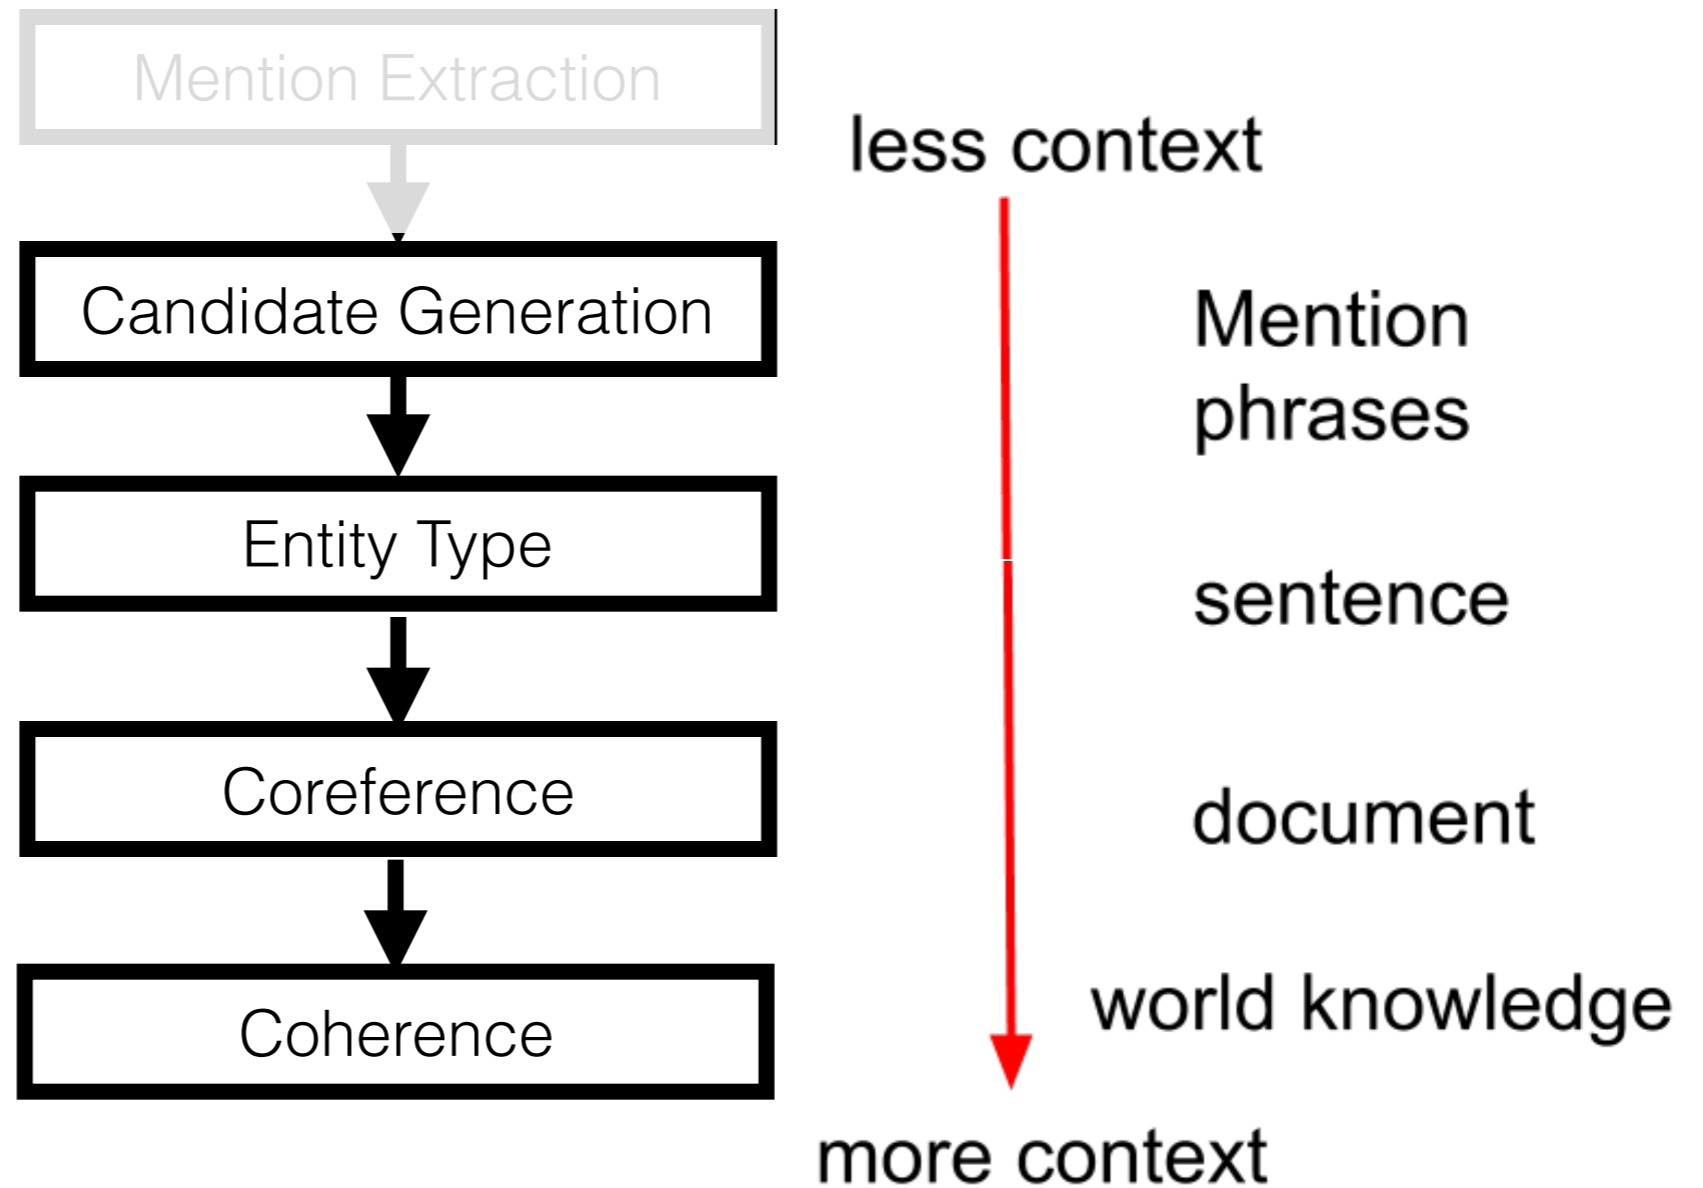 Mention Extraction
less context
Candidate Generation
Mention
phrases
Entity Type
sentence
Coreference
document
world knowledge
Coherence
more context